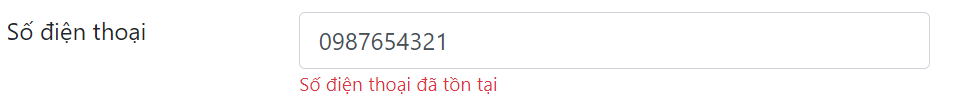 Số điện thoại
0987654321
Số điện thoại đã tồn tại